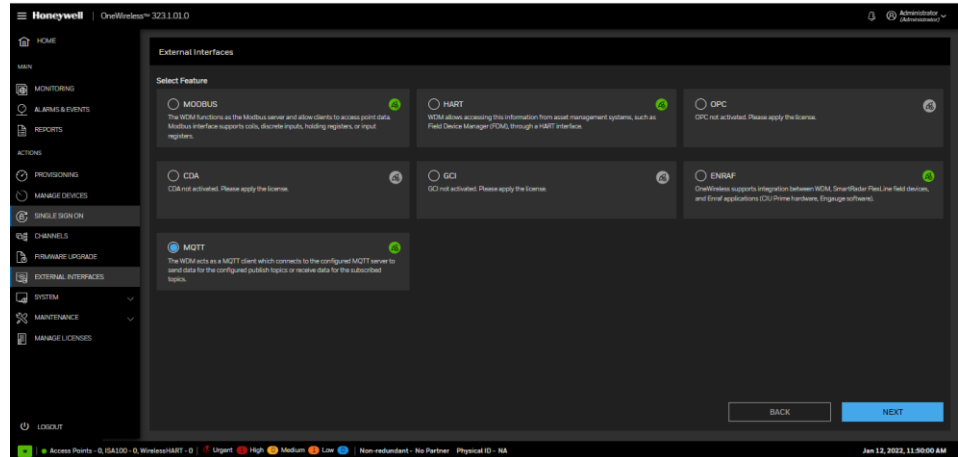 Honeywell | OneWireless™ 323.1.01.0
Administrator
(Administrator)
HOME
MAIN
MONITORING
ALARMS & EVENTS
REPORTS
ACTIONS
PROVISIONING
MANAGE DEVICES
SINGLE SIGN ON
CHANNELS
FIRMWARE UPGRADE
EXTERNAL INTERFACES
SYSTEM
MAINTENANCE
MANAGE LICENSES
LOGOUT
External Interfaces
Select Feature
MODBUS
The WDM functions as the Modbus server and allow clients to access point data.
Modbus interface supports coils, discrete inputs, holding registers, or input
registers.
HART
WDM allows accessing this information from asset management systems, such as
Field Device Manager (FDM), through a HART interface.
OPC
OPC not activated. Please apply the license.
CDA
CDA not activated. Please apply the license.
GCI
GCI not activated. Please apply the license.
ENRAF
OneWireless supports integration between WDM, SmartRadar FlexLine field devices,
and Enraf applications (CIU Prime hardware, Engauge software).
MQTT
The WDM acts as a MQTT client which connects to the configured MQTT server to
send data for the configured publish topics or receive data for the subscribed
topics.
BACK
NEXT
Access Points - 0, ISA100 - 0, WirelessHART - 0 | Urgent High Medium Low | Non-redundant - No Partner Physical ID - NA
Jan 12, 2022, 11:50:00 AM